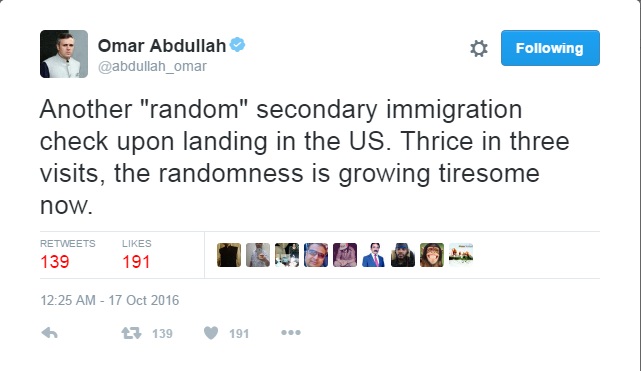 Omar Abdullah
@abdullah_omar
Following
Another "random" secondary immigration
check upon landing in the US. Thrice in three
visits, the randomness is growing tiresome
now.
RETWEETS LIKES
139 191
12:25 AM - 17 Oct 2016
139 191